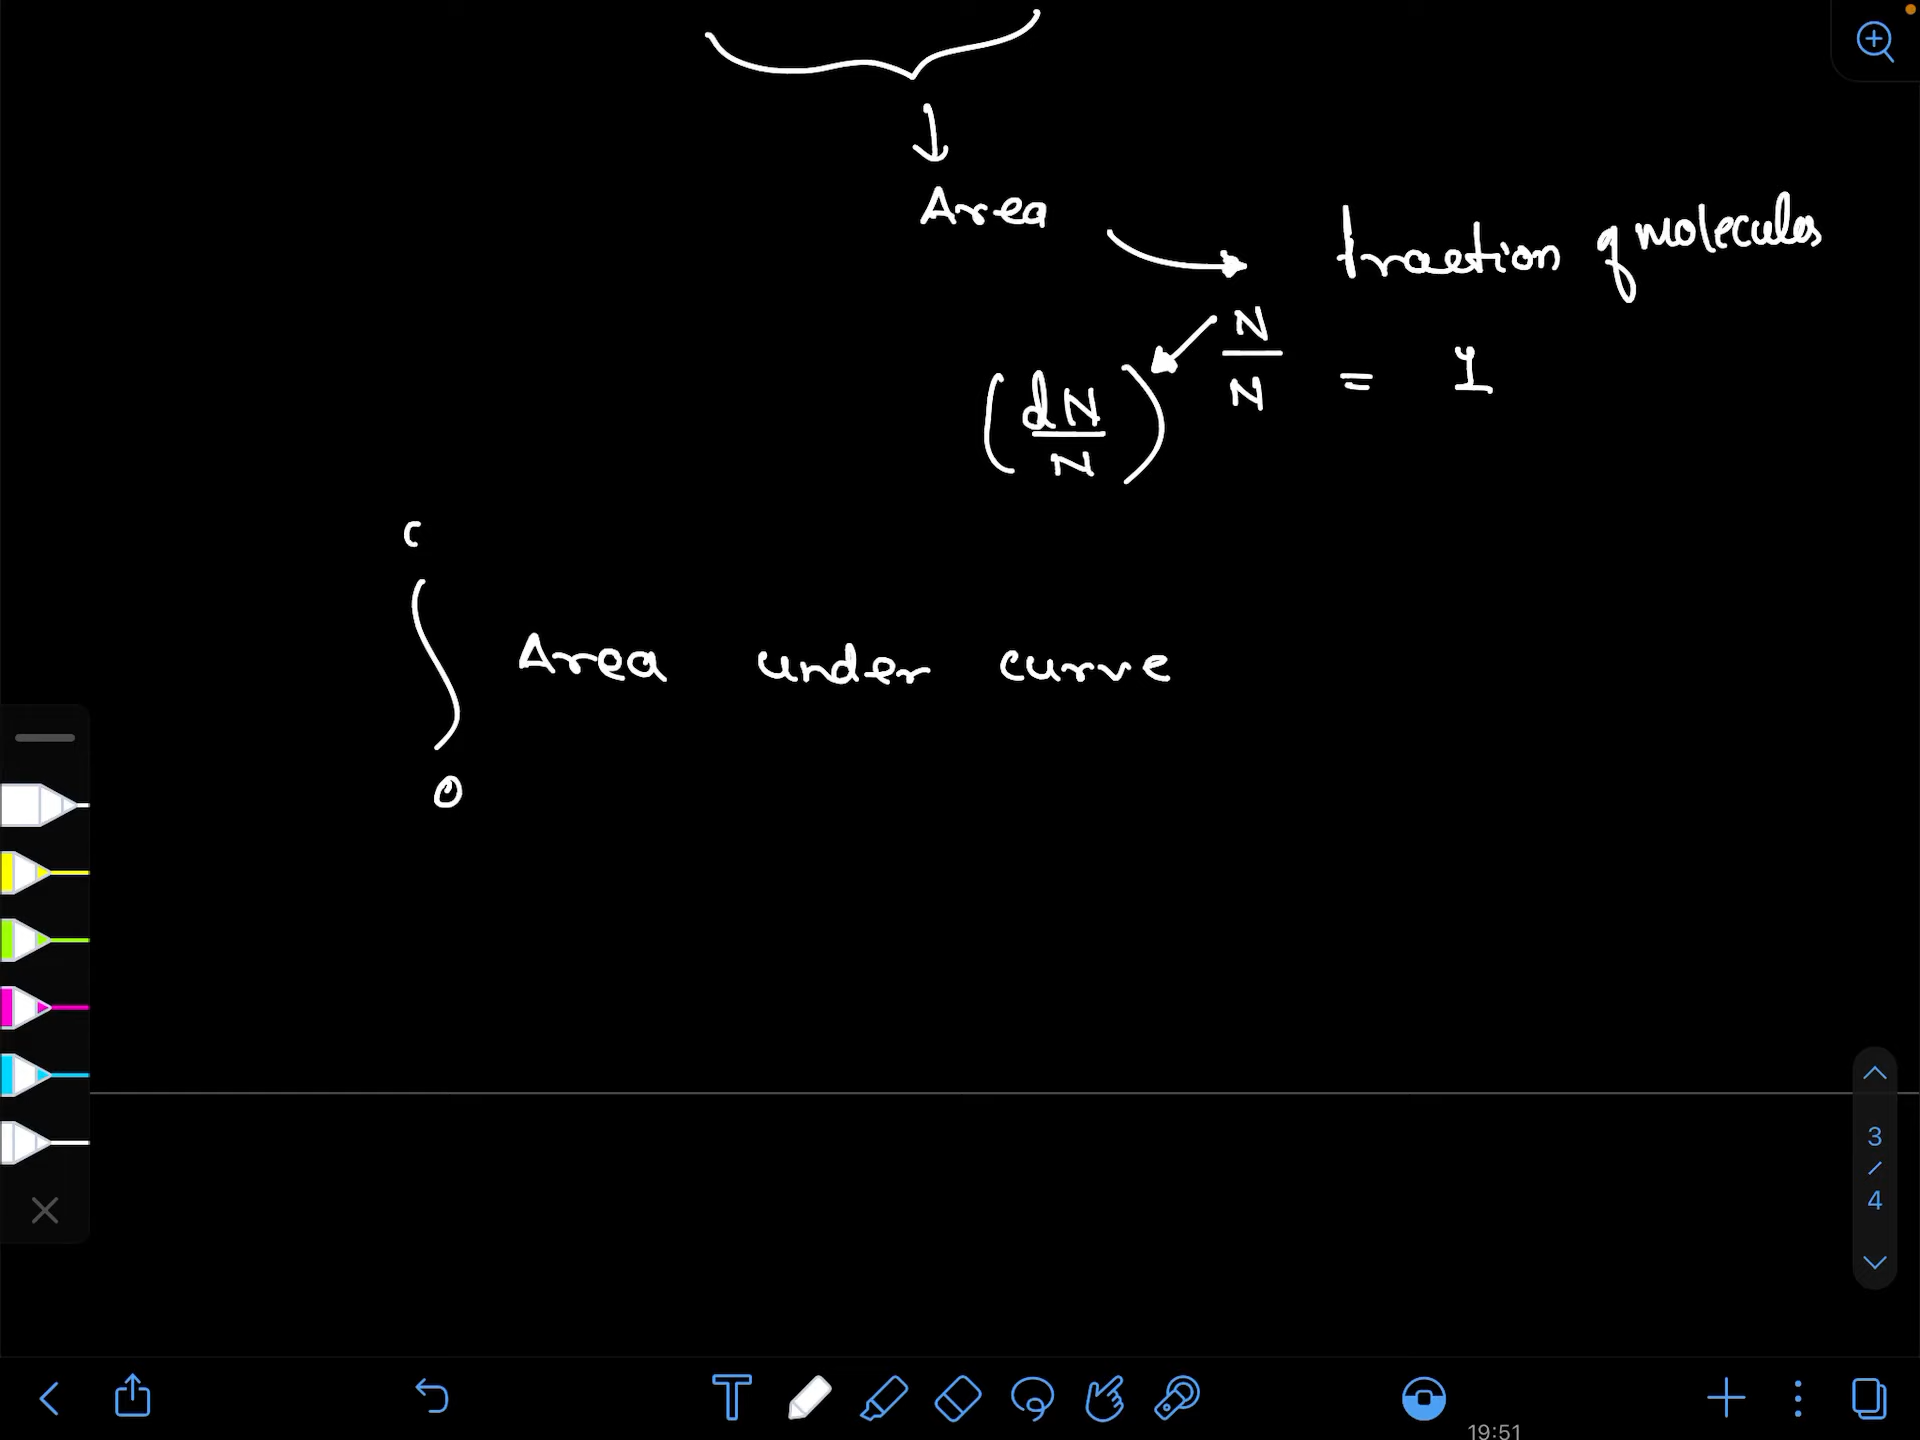 Area
fraction of molecules
N/N = 1
(dN/N)
C
∫ Area under curve
0
3
/
4
19:51